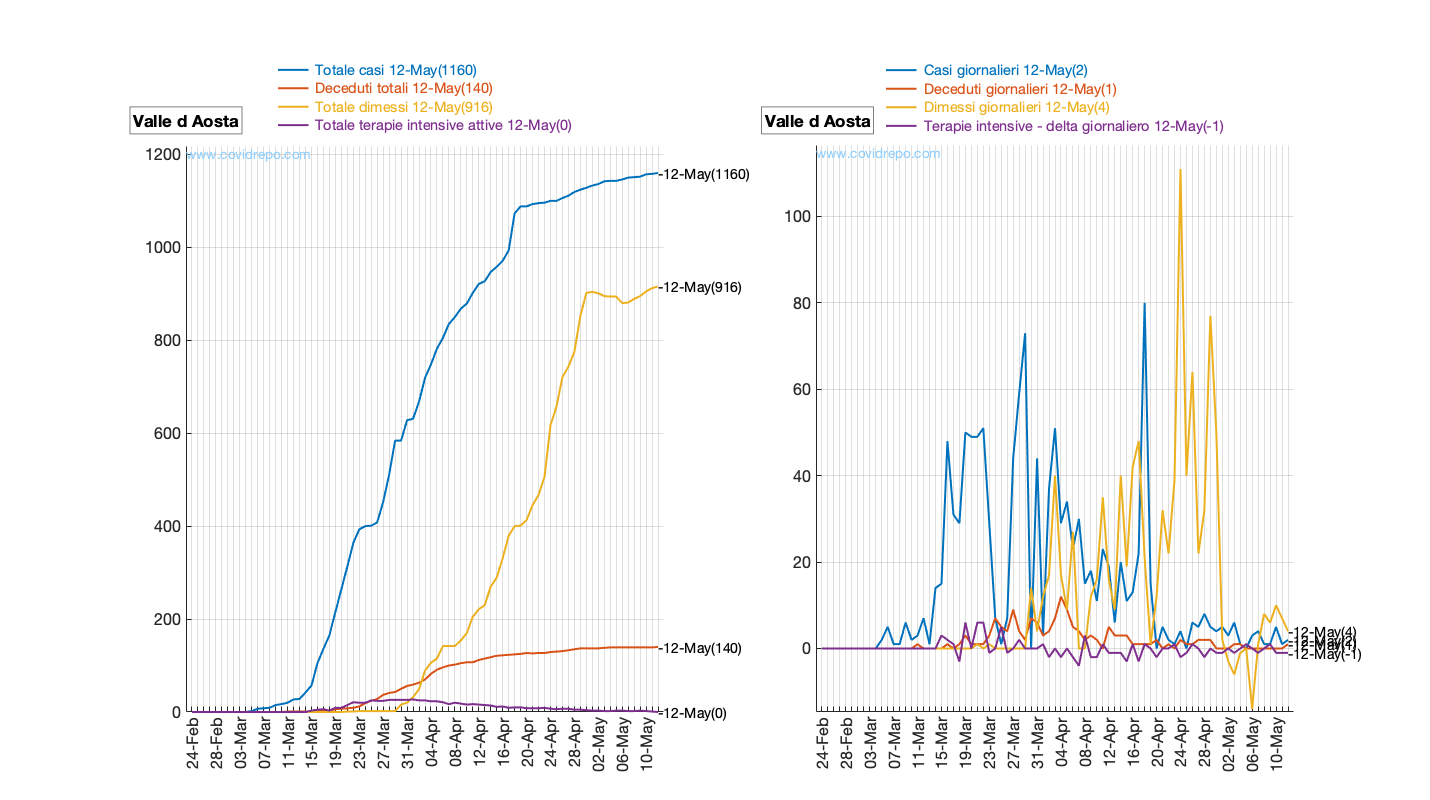 Totale casi 12-May(1160)
Deceduti totali 12-May(140)
Totale dimessi 12-May(916)
Totale terapie intensive attive 12-May(0)
Valle d Aosta
www.covidrepo.com
1200
1000
800
600
400
200
0
-12-May(1160)
-12-May(916)
-12-May(140)
-12-May(0)
24-Feb
28-Feb
03-Mar
07-Mar
11-Mar
15-Mar
19-Mar
23-Mar
27-Mar
31-Mar
04-Apr
08-Apr
12-Apr
16-Apr
20-Apr
24-Apr
28-Apr
02-May
06-May
10-May
Casi giornalieri 12-May(2)
Deceduti giornalieri 12-May(1)
Dimessi giornalieri 12-May(4)
Terapie intensive - delta giornaliero 12-May(-1)
Valle d Aosta
www.covidrepo.com
100
80
60
40
20
0
-12-May(4)
-12-May(2)
-12-May(1)
-12-May(-1)
24-Feb
28-Feb
03-Mar
07-Mar
11-Mar
15-Mar
19-Mar
23-Mar
27-Mar
31-Mar
04-Apr
08-Apr
12-Apr
16-Apr
20-Apr
24-Apr
28-Apr
02-May
06-May
10-May